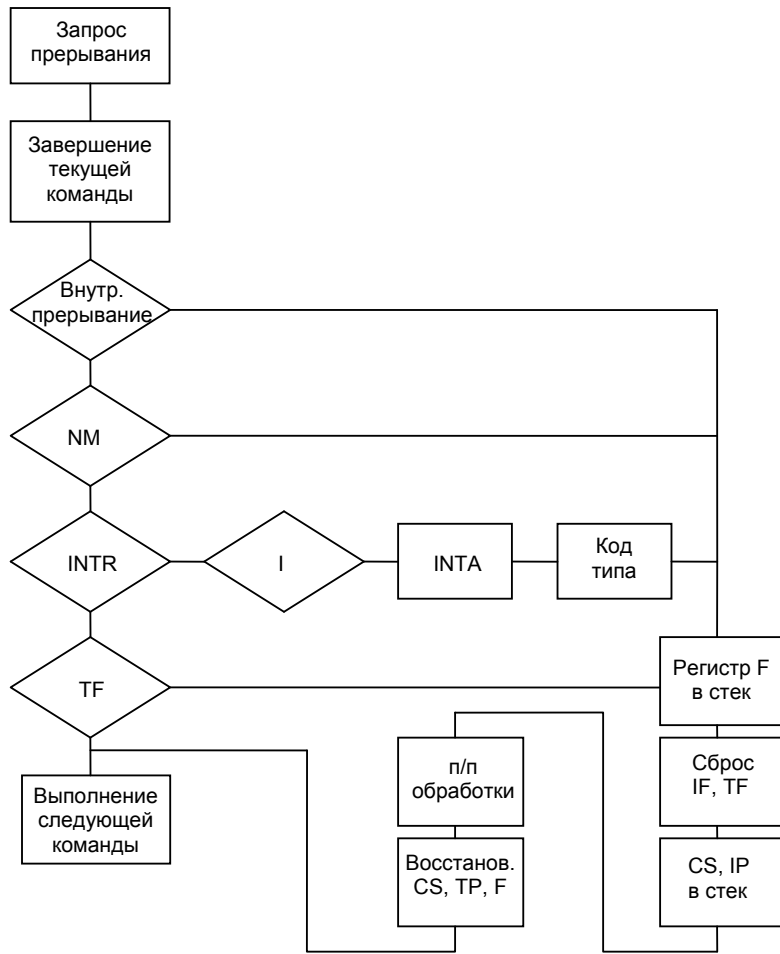 Запрос
прерывания
Завершение
текущей
команды
Внутр.
прерывание
NM
INTR
I
INTA
Код
типа
TF
Регистр F
в стек
п/п
обработки
Сброс
IF, TF
Выполнение
следующей
команды
Восстанов.
CS, TP, F
CS, IP
в стек